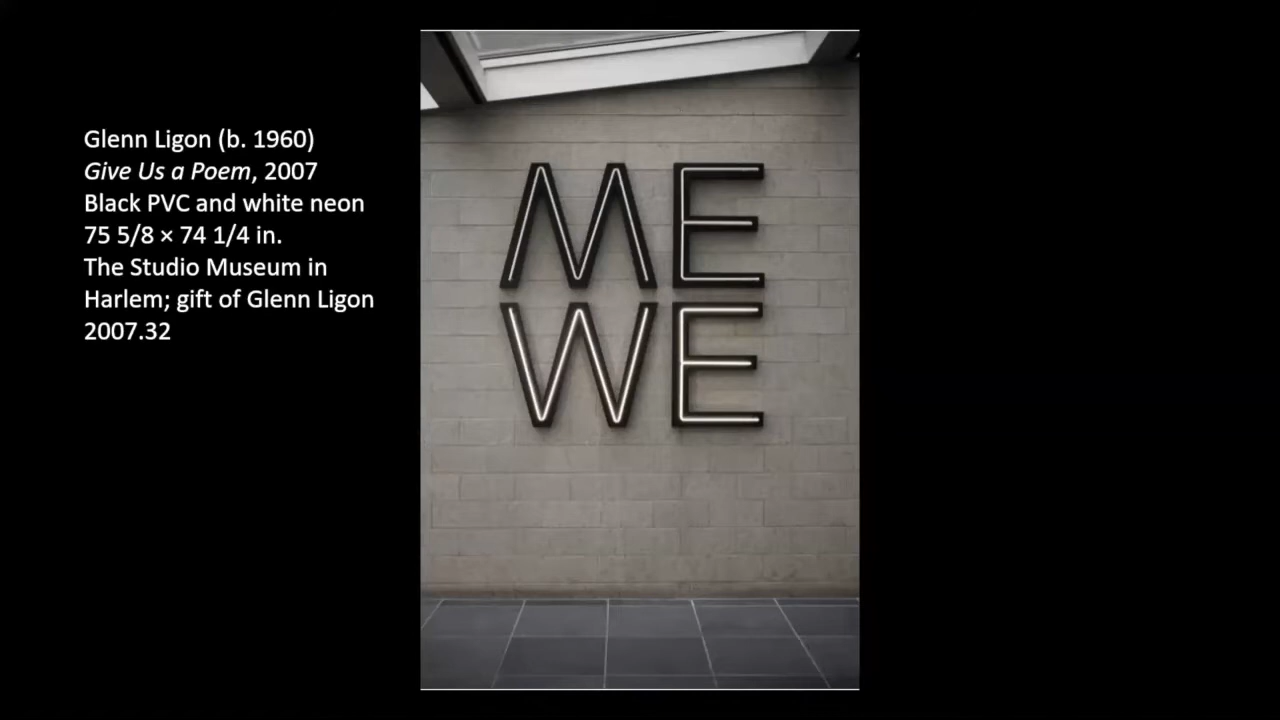 Glenn Ligon (b. 1960)
Give Us a Poem, 2007
Black PVC and white neon
75 5/8 × 74 1/4 in.
The Studio Museum in
Harlem; gift of Glenn Ligon
2007.32
ME
WE